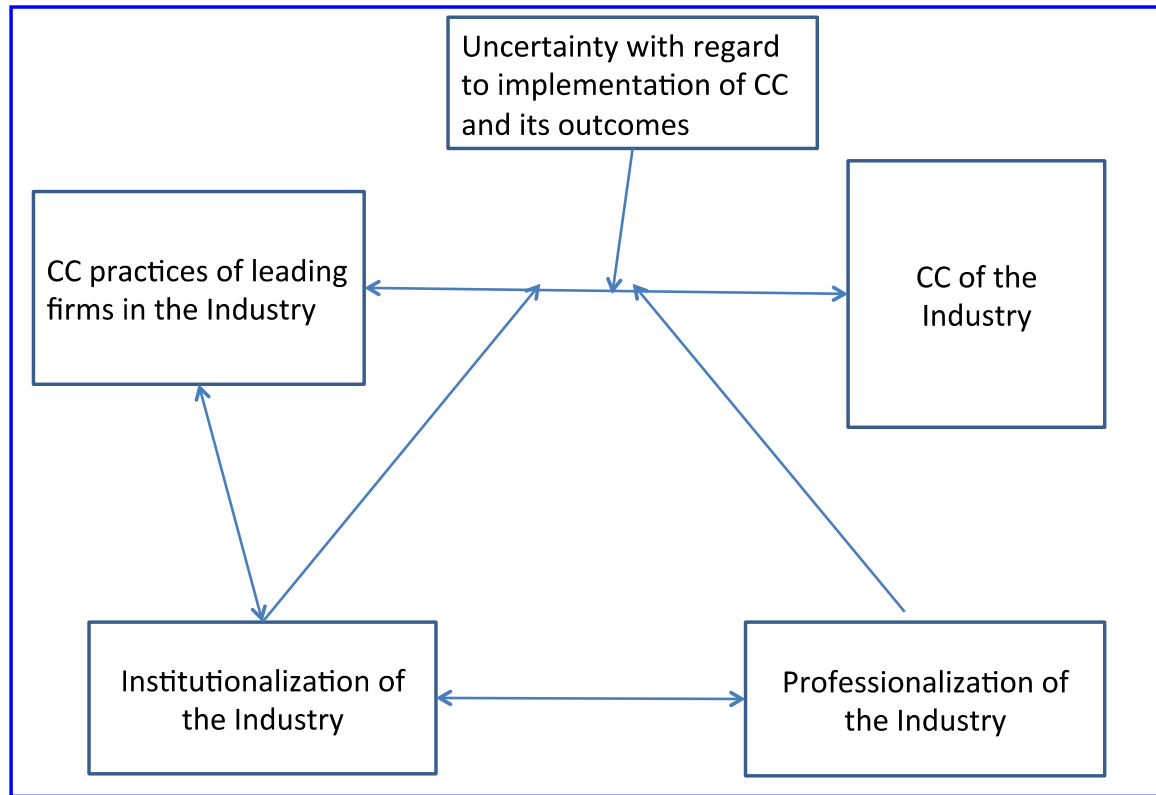 Uncertainty with regard
to implementation of CC
and its outcomes
CC practices of leading
firms in the Industry
CC of the
Industry
Institutionalization of
the Industry
Professionalization of
the Industry